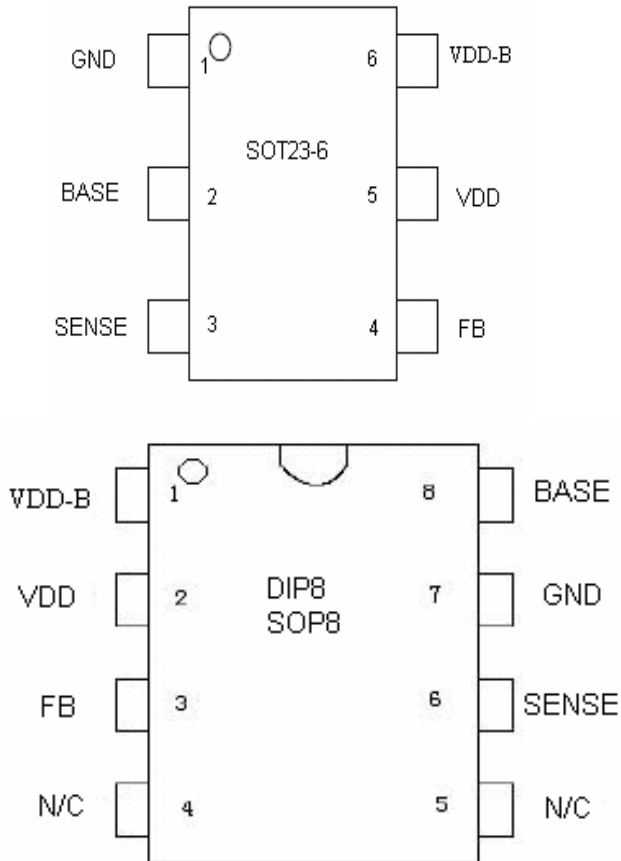 GND
1
6
VDD-B
SOT23-6
BASE
2
5
VDD
SENSE
3
4
FB
VDD-B
1
8
BASE
DIP8
SOP8
VDD
2
7
GND
FB
3
6
SENSE
N/C
4
5
N/C